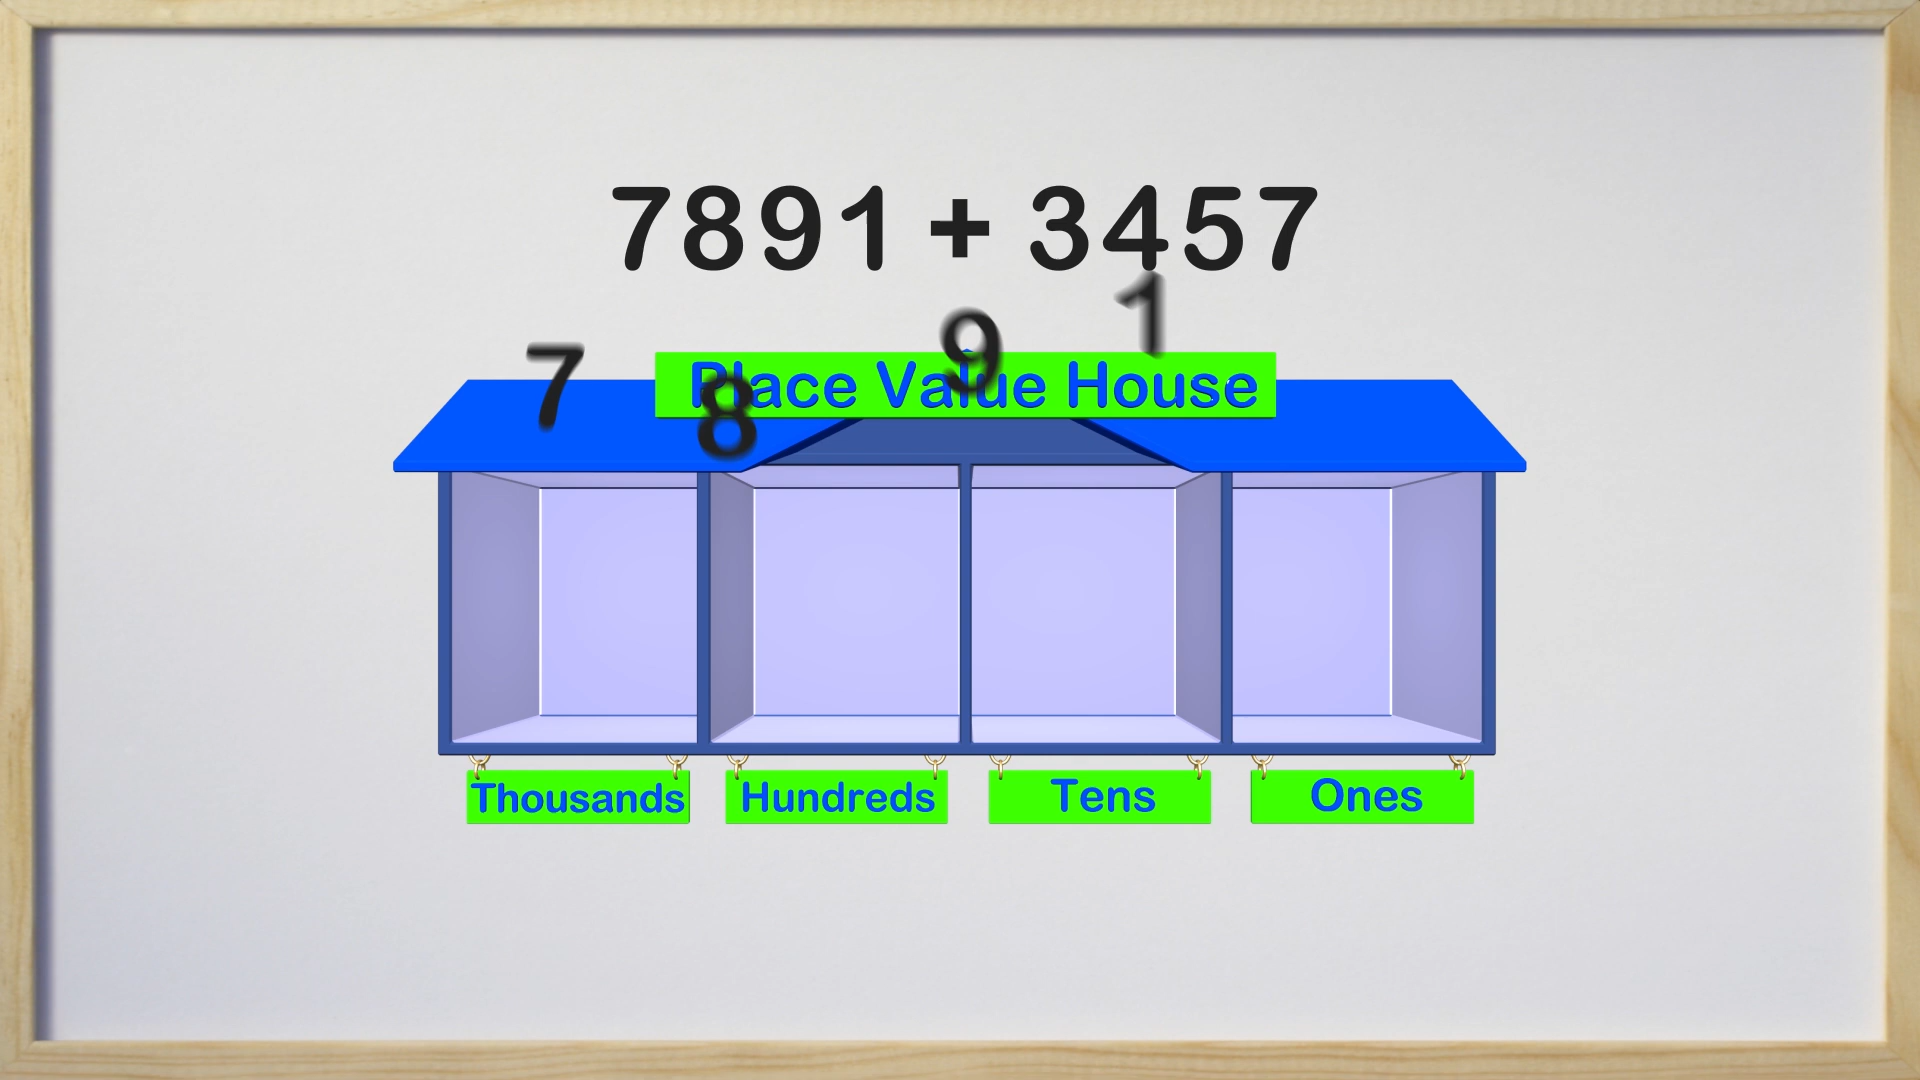 7891 + 3457
7 8 9 1
Place Value House
Thousands Hundreds Tens Ones